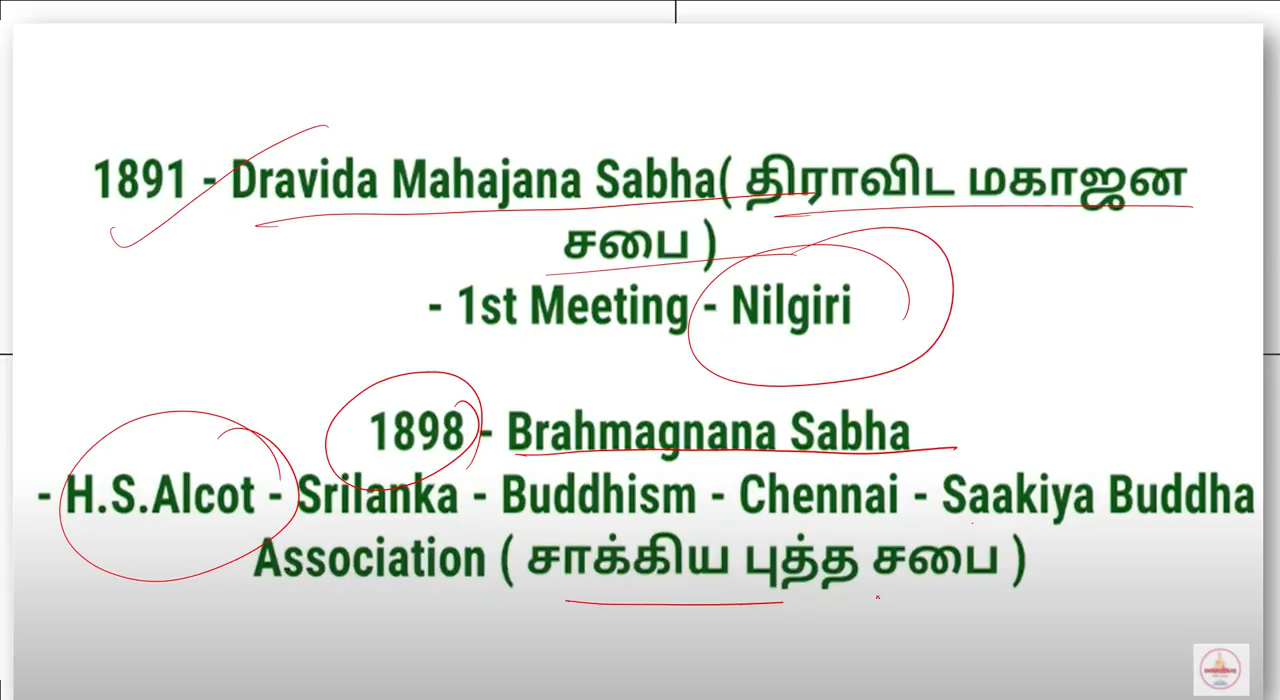 1891 - Dravida Mahajana Sabha( திராவிட மகாஜன
சபை )
- 1st Meeting - Nilgiri
1898 - Brahmagnana Sabha
- H.S.Alcot - Srilanka - Buddhism - Chennai - Saakiya Buddha
Association ( சாக்கிய புத்த சபை )